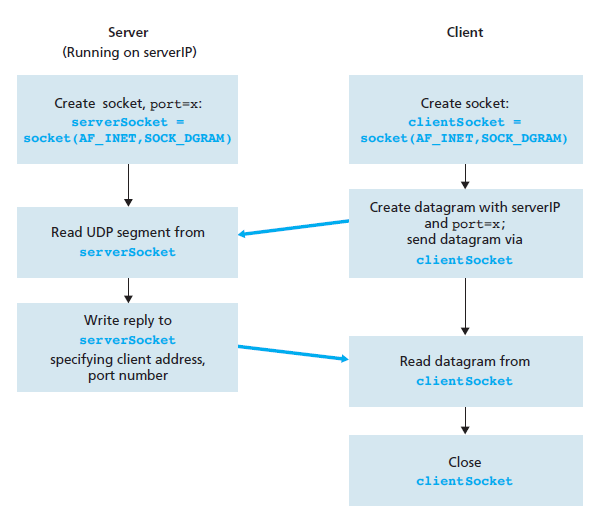 Server
(Running on serverIP)
Create socket, port=x:
serverSocket =
socket(AF_INET,SOCK_DGRAM)
Read UDP segment from
serverSocket
Write reply to
serverSocket
specifying client address,
port number
Client
Create socket:
clientSocket =
socket(AF_INET,SOCK_DGRAM)
Create datagram with serverIP
and port=x;
send datagram via
clientSocket
Read datagram from
clientSocket
Close
clientSocket